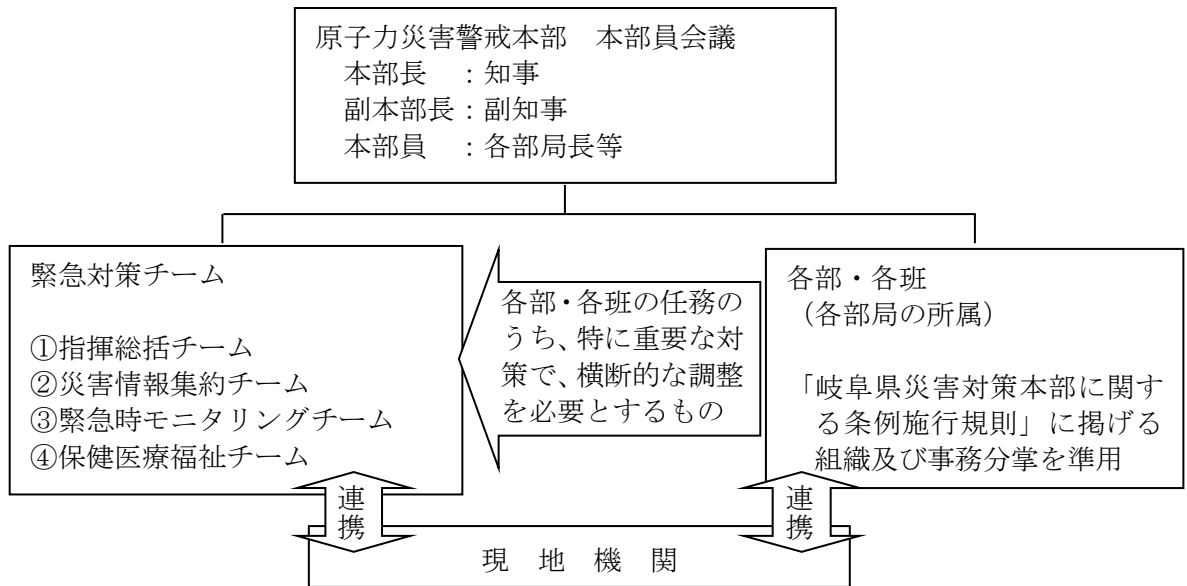 原子力災害警戒本部　本部員会議
本部長　：知事
副本部長：副知事
本部員　：各部局長等
緊急対策チーム
①指揮総括チーム
②災害情報集約チーム
③緊急時モニタリングチーム
④保健医療福祉チーム
各部・各班の任務の
うち、特に重要な対
策で、横断的な調整
を必要とするもの
各部・各班
（各部局の所属）
「岐阜県災害対策本部に関す
る条例施行規則」に掲げる
組織及び事務分掌を準用
連携
連携
現　地　機　関